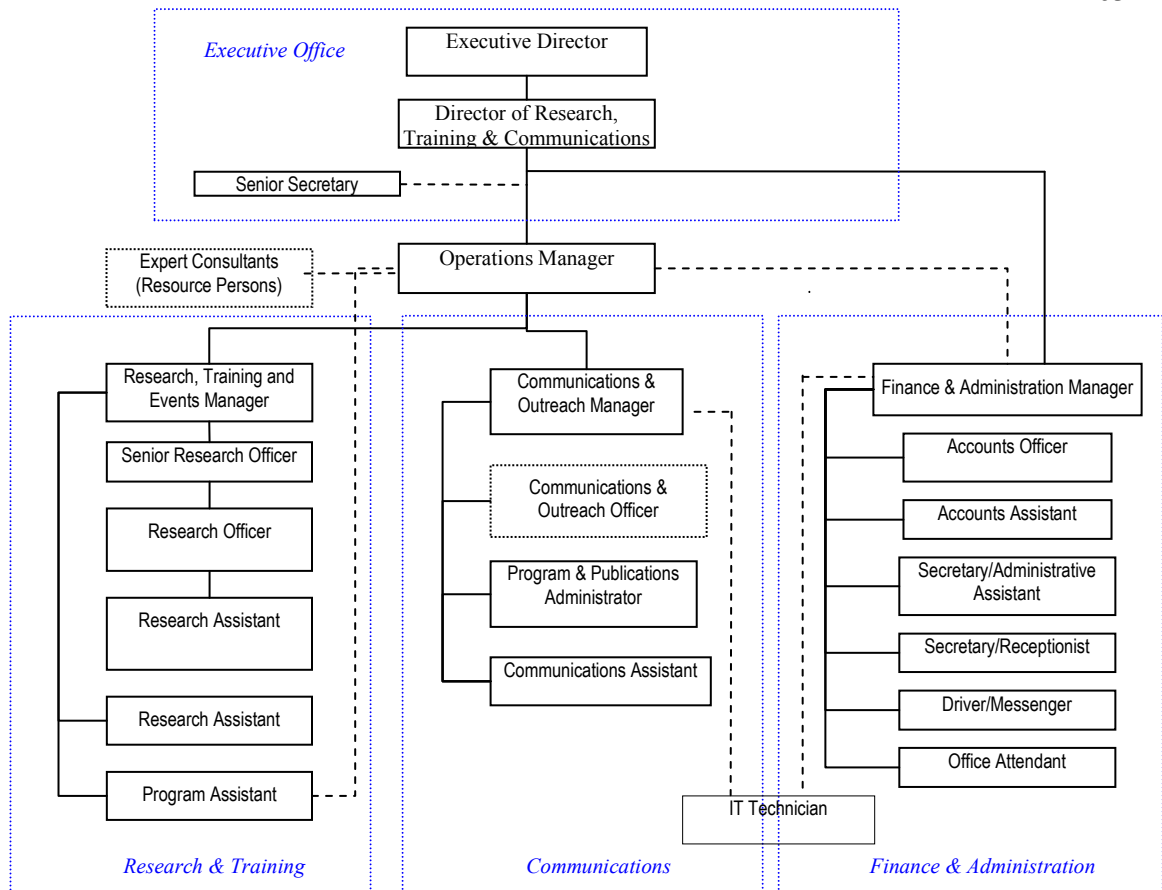 Executive Office
Executive Director
Director of Research,
Training & Communications
Senior Secretary
Operations Manager
Expert Consultants
(Resource Persons)
Research, Training and
Events Manager
Senior Research Officer
Research Officer
Research Assistant
Research Assistant
Program Assistant
Research & Training
Communications &
Outreach Manager
Communications &
Outreach Officer
Program & Publications
Administrator
Communications Assistant
IT Technician
Communications
Finance & Administration Manager
Accounts Officer
Accounts Assistant
Secretary/Administrative
Assistant
Secretary/Receptionist
Driver/Messenger
Office Attendant
Finance & Administration